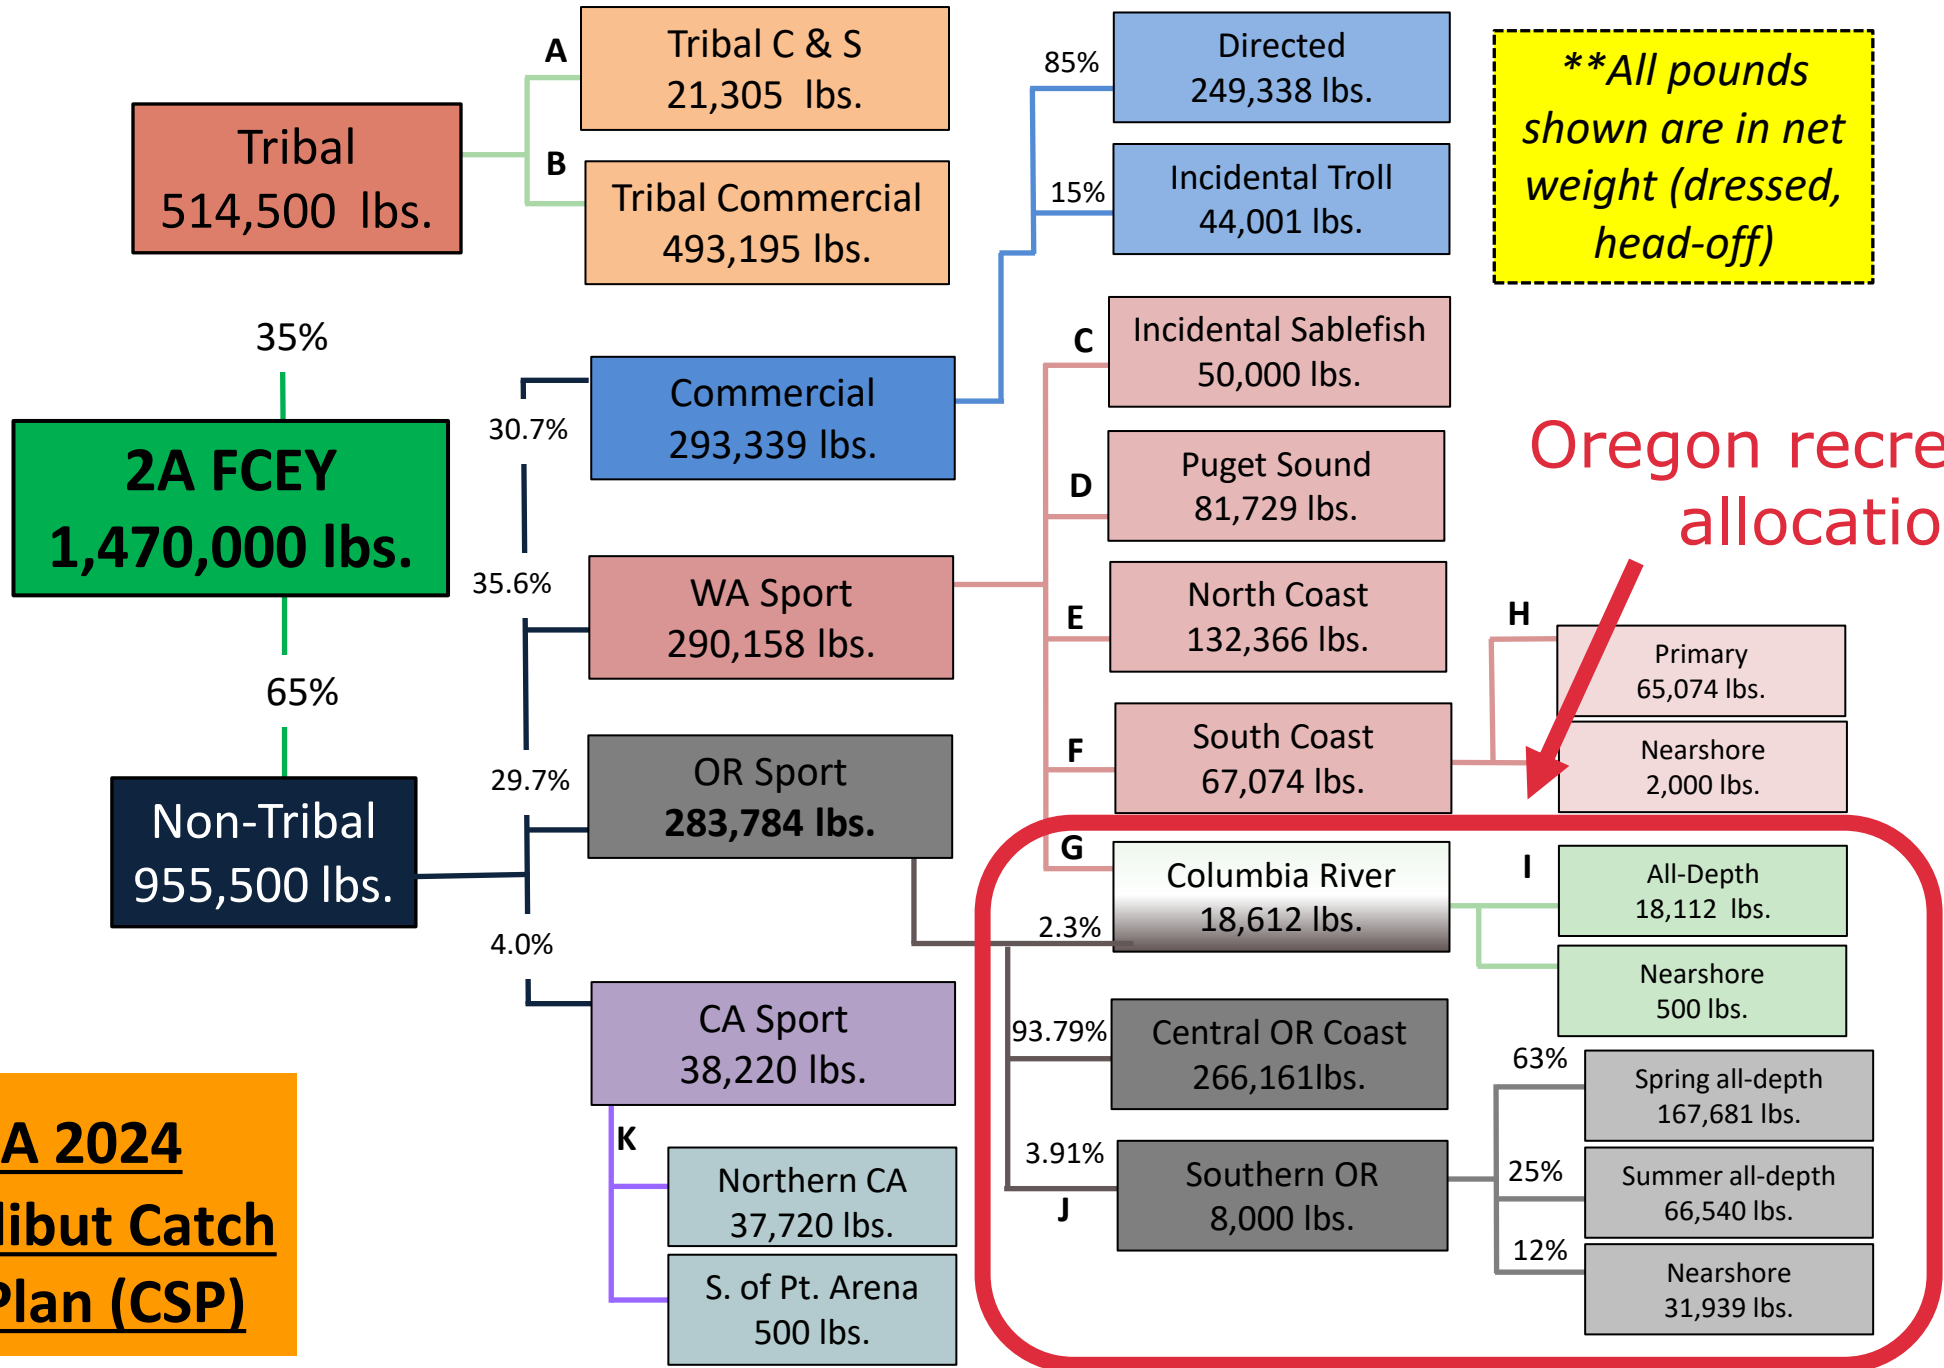 A
Tribal C & S
21,305 lbs.
Tribal
514,500 lbs.
B
Tribal Commercial
493,195 lbs.
85%
Directed
249,338 lbs.
15%
Incidental Troll
44,001 lbs.
**All pounds
shown are in net
weight (dressed,
head-off)
35%
2A FCEY
1,470,000 lbs.
65%
Non-Tribal
955,500 lbs.
30.7%
Commercial
293,339 lbs.
35.6%
WA Sport
290,158 lbs.
29.7%
OR Sport
283,784 lbs.
4.0%
CA Sport
38,220 lbs.
K
Northern CA
37,720 lbs.
S. of Pt. Arena
500 lbs.
C
Incidental Sablefish
50,000 lbs.
D
Puget Sound
81,729 lbs.
E
North Coast
132,366 lbs.
F
South Coast
67,074 lbs.
H
Primary
65,074 lbs.
Nearshore
2,000 lbs.
Oregon recre
allocatio
G
2.3%
Columbia River
18,612 lbs.
I
All-Depth
18,112 lbs.
Nearshore
500 lbs.
93.79%
Central OR Coast
266,161lbs.
3.91%
J
Southern OR
8,000 lbs.
63%
Spring all-depth
167,681 lbs.
25%
Summer all-depth
66,540 lbs.
12%
Nearshore
31,939 lbs.
A 2024
libut Catch
Plan (CSP)